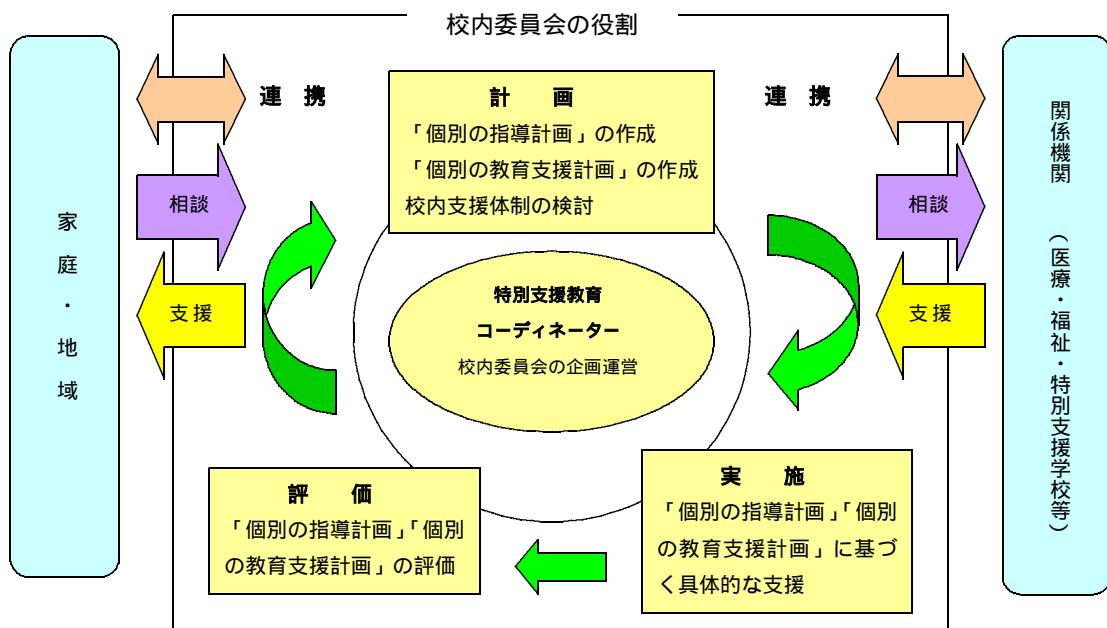 校内委員会の役割
家庭・地域
連　携
相談
支援
計　　画
「個別の指導計画」の作成
「個別の教育支援計画」の作成
校内支援体制の検討
特別支援教育
コーディネーター
校内委員会の企画運営
評　　価
「個別の指導計画」「個別
の教育支援計画」の評価
実　　施
「個別の指導計画」「個別
の教育支援計画」に基づ
く具体的な支援
連　携
相談
支援
関係機関　（医療・福祉・特別支援学校等）